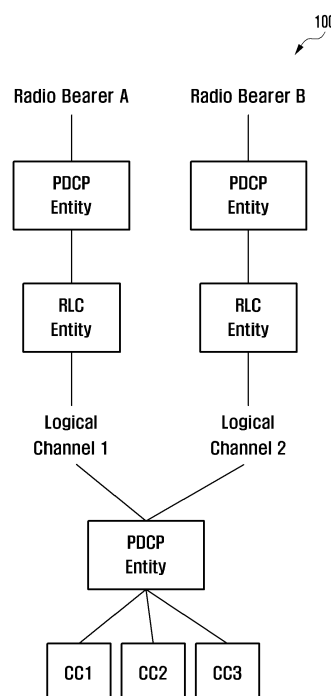 100
Radio Bearer A
Radio Bearer B
PDCP
Entity
PDCP
Entity
RLC
Entity
RLC
Entity
Logical
Channel 1
Logical
Channel 2
PDCP
Entity
CC1
CC2
CC3